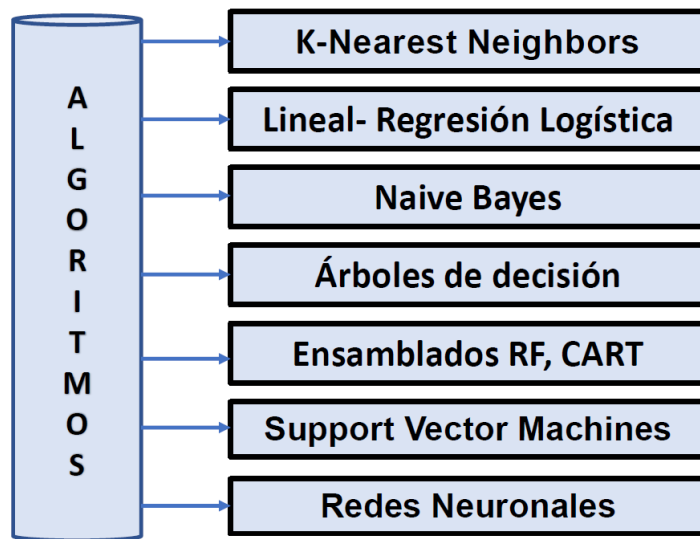 ALGORITMOS
K-Nearest Neighbors
Lineal- Regresión Logística
Naive Bayes
Árboles de decisión
Ensamblados RF, CART
Support Vector Machines
Redes Neuronales